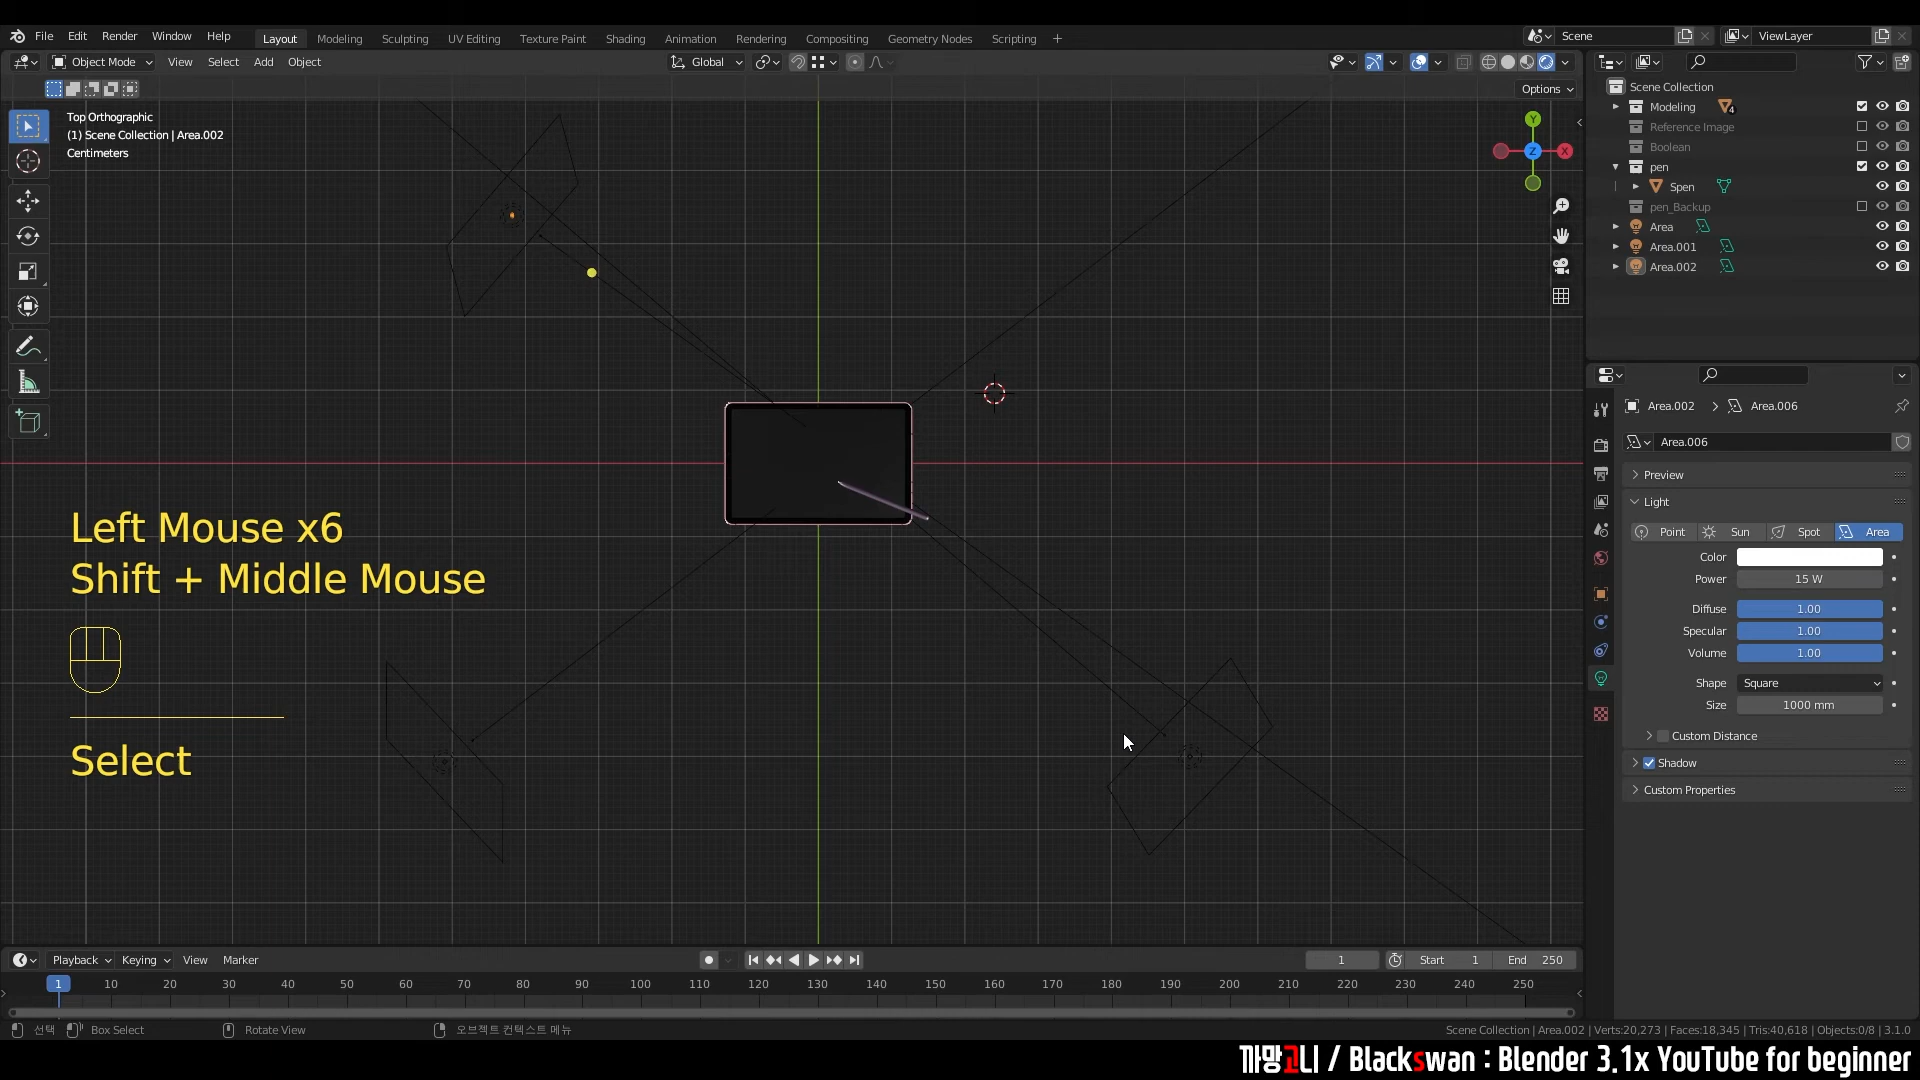 File Edit Render Window Help Layout Modeling Sculpting UV Editing Texture Paint Shading Animation Rendering Compositing Geometry Nodes Scripting + Scene ViewLayer
Object Mode View Select Add Object Global
Options
Top Orthographic
(1) Scene Collection | Area.002
Centimeters
Y
X
Z
Scene Collection
Modeling 4
Reference Image
Boolean
pen
Spen
pen_Backup
Area
Area.001
Area.002
Area.002 > Area.006
Area.006
Preview
Light
Point Sun Spot Area
Color
Power 15 W
Diffuse 1.00
Specular 1.00
Volume 1.00
Shape Square
Size 1000 mm
Custom Distance
Shadow
Custom Properties
Left Mouse x6
Shift + Middle Mouse
Select
Playback Keying View Marker 1 Start 1 End 250
1 10 20 30 40 50 60 70 80 90 100 110 120 130 140 150 160 170 180 190 200 210 220 230 240 250
선택 Box Select Rotate View 오브젝트 컨텍스트 메뉴 Scene Collection | Area.002 | Verts:20,273 | Faces:18,345 | Tris:40,618 | Objects:0/8 | 3.1.0
까망고니 / Blackswan : Blender 3.1x YouTube for beginner